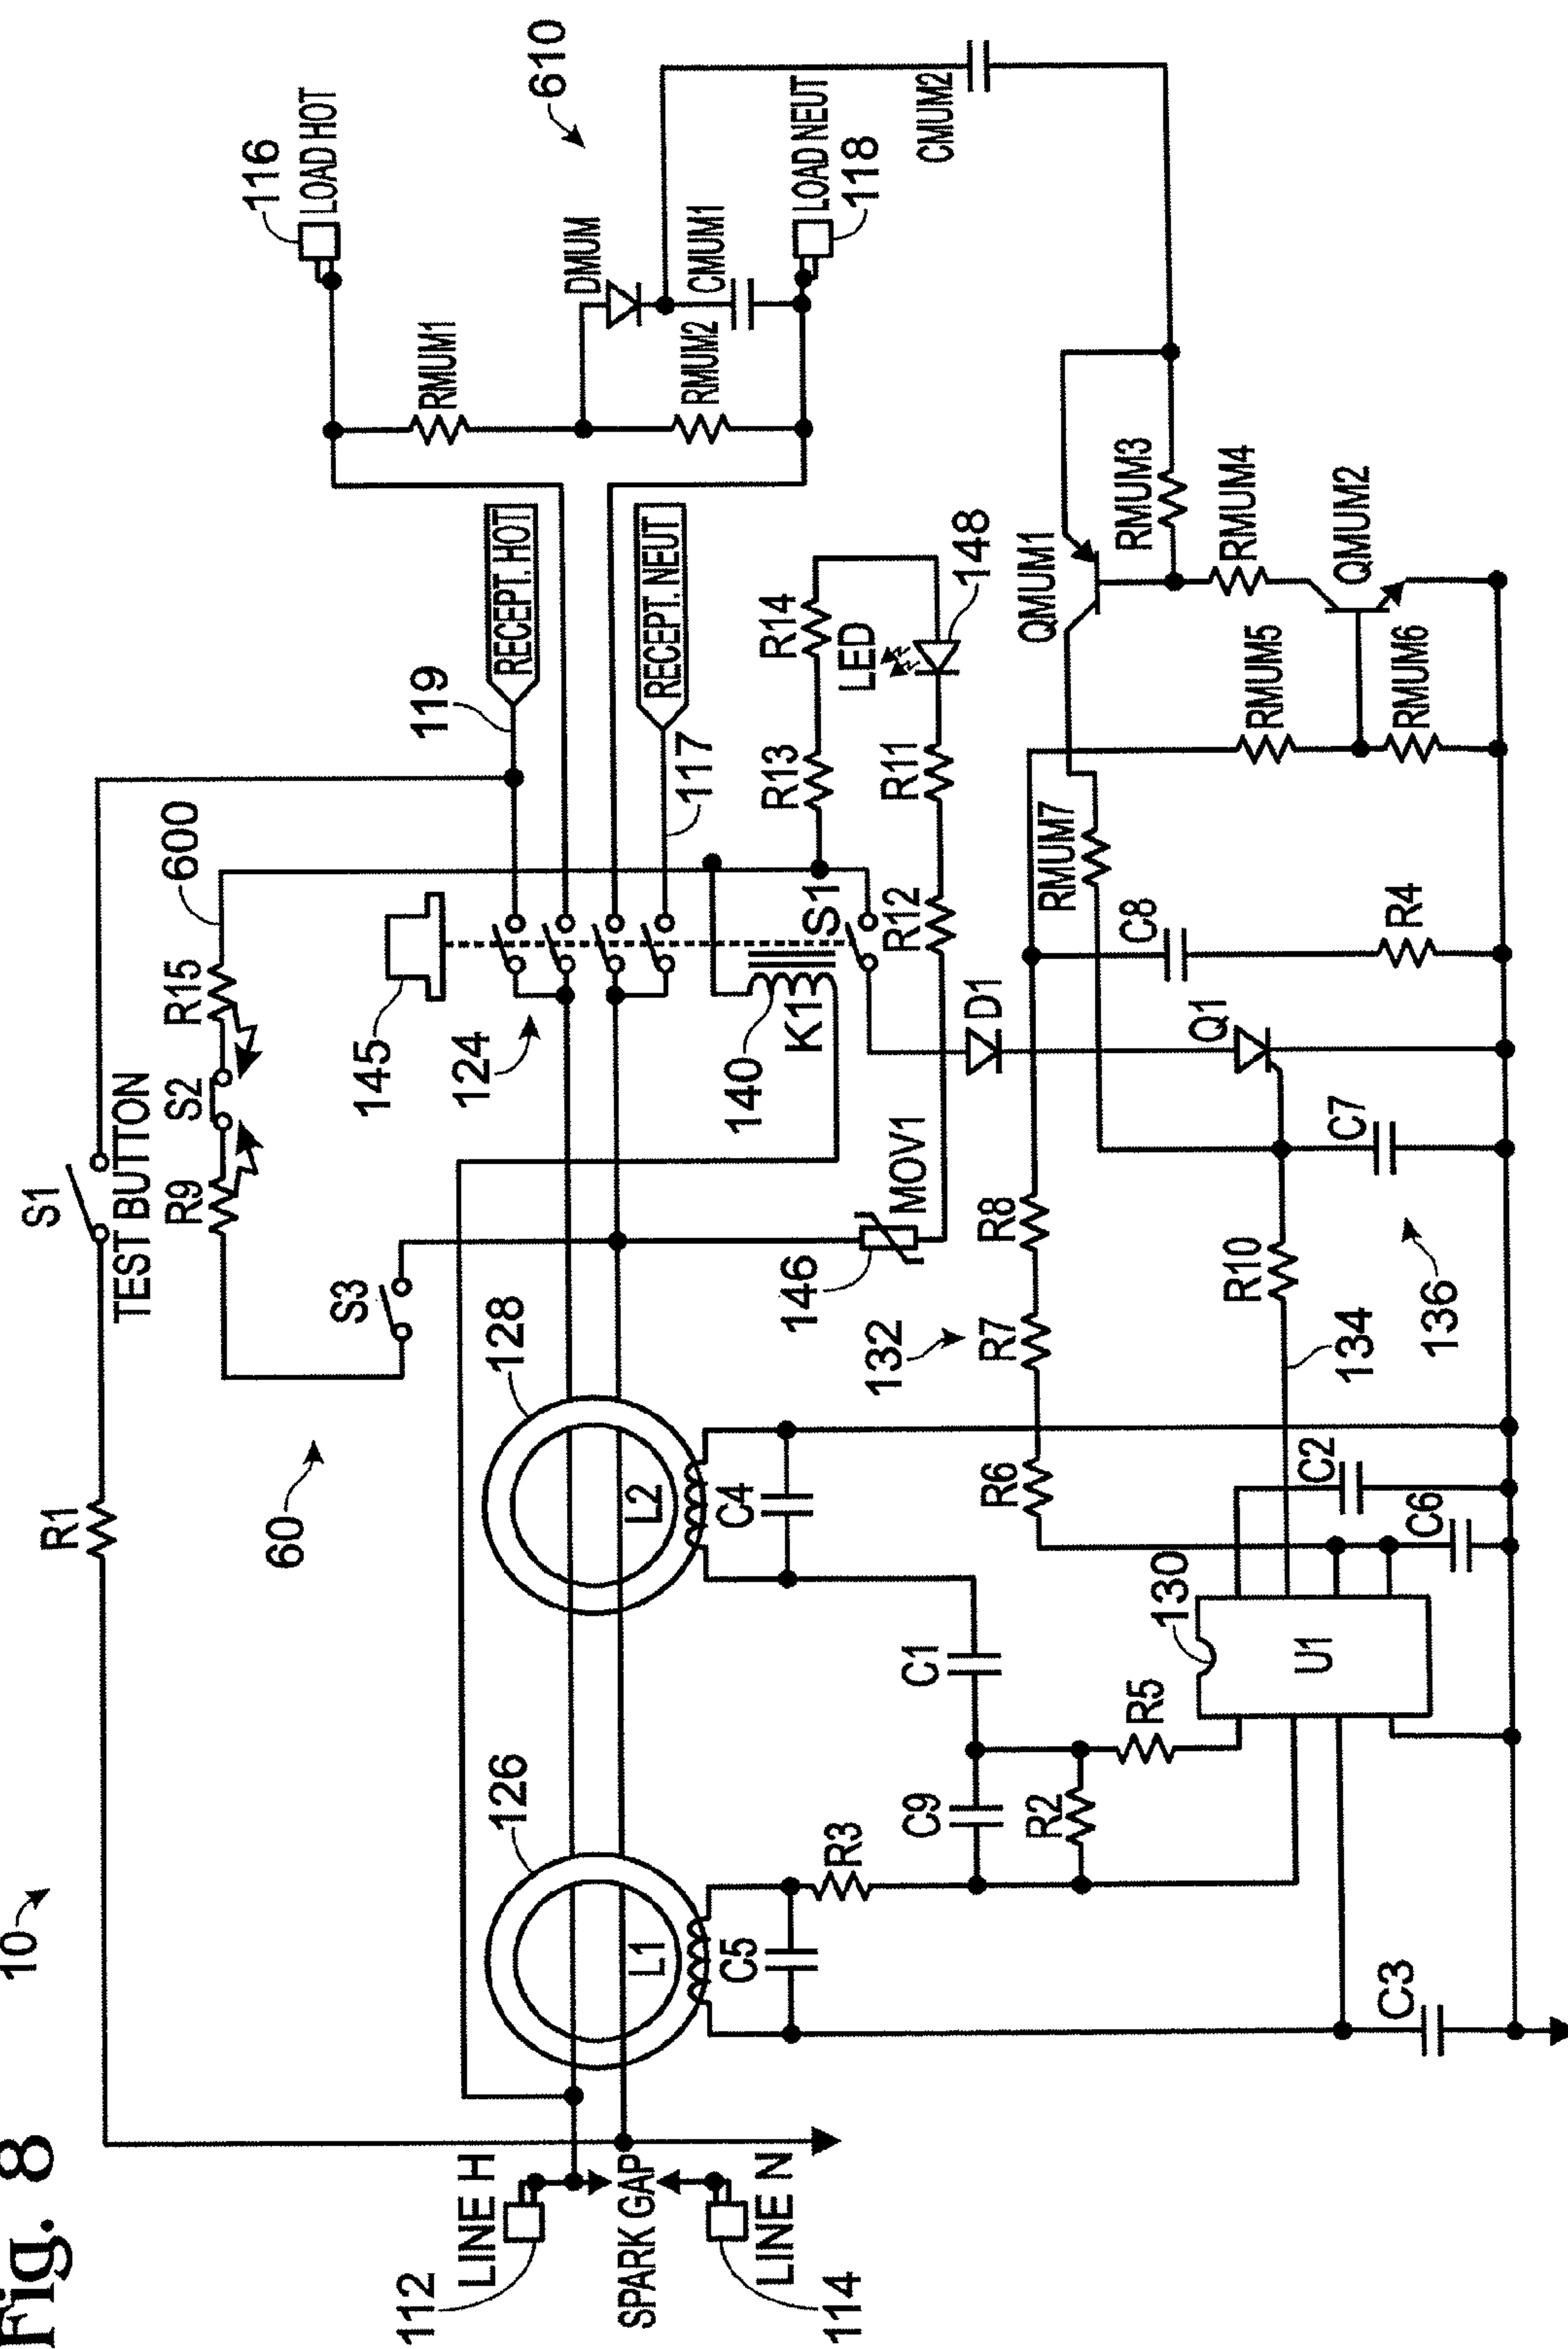 Fig. 8
10
R1
S1
TEST BUTTON
60
R9
S2
R15
600
S3
145
124
119
116
LOAD HOT
610
RECEPT. HOT
RECEPT. NEUT
117
RMUM1
DMUM
RMUM2
CMUM1
LOAD NEUT
118
CMUM2
112
LINE H
SPARK GAP
LINE N
114
126
L1
128
L2
C5
C4
140
K1
S1
146
MOV1
R12
R13
R14
LED
R11
148
R3
C9
C1
R2
R5
132
R6
R7
R8
D1
C8
RMUM7
QMUM1
RMUM3
RMUM4
RMUM5
QMUM2
RMUM6
130
U1
R10
Q1
R4
134
C7
136
C3
C6
C2